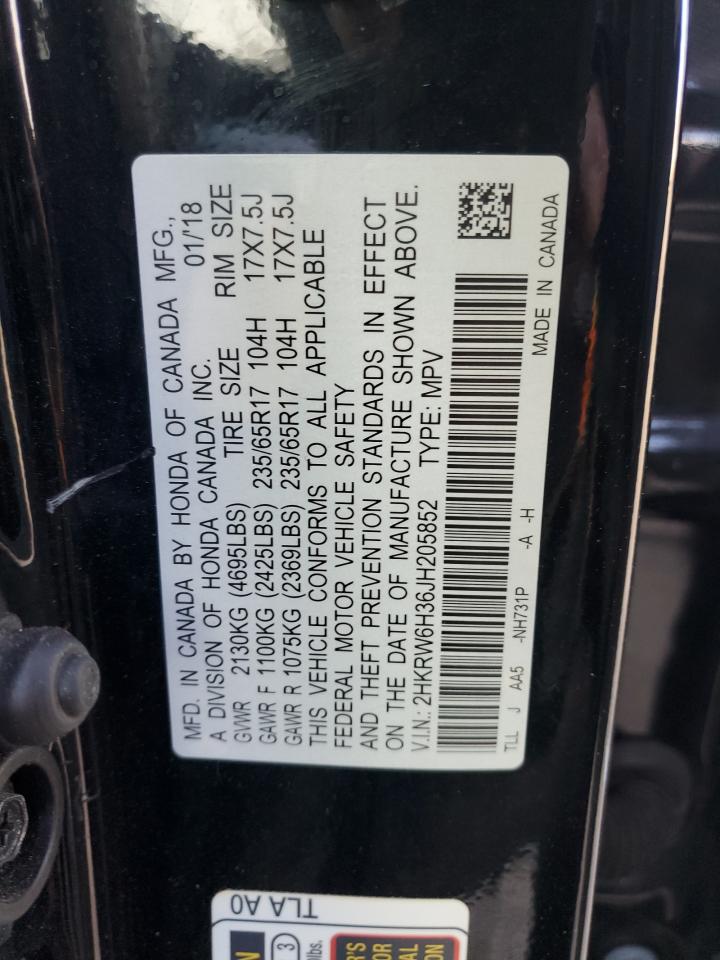 MFD. IN CANADA BY HONDA OF CANADA MFG.,
A DIVISION OF HONDA CANADA INC. 01/'18
GVWR 2130KG (4695LBS) TIRE SIZE RIM SIZE
GAWR F 1100KG (2425LBS) 235/65R17 104H 17X7.5J
GAWR R 1075KG (2369LBS) 235/65R17 104H 17X7.5J
THIS VEHICLE CONFORMS TO ALL APPLICABLE
FEDERAL MOTOR VEHICLE SAFETY
AND THEFT PREVENTION STANDARDS IN EFFECT
ON THE DATE OF MANUFACTURE SHOWN ABOVE.
V.I.N.: 2HKRW6H36JH205852 TYPE: MPV
TLL J AA5 -NH731P -A -H MADE IN CANADA
TLA A0
3
lbs.